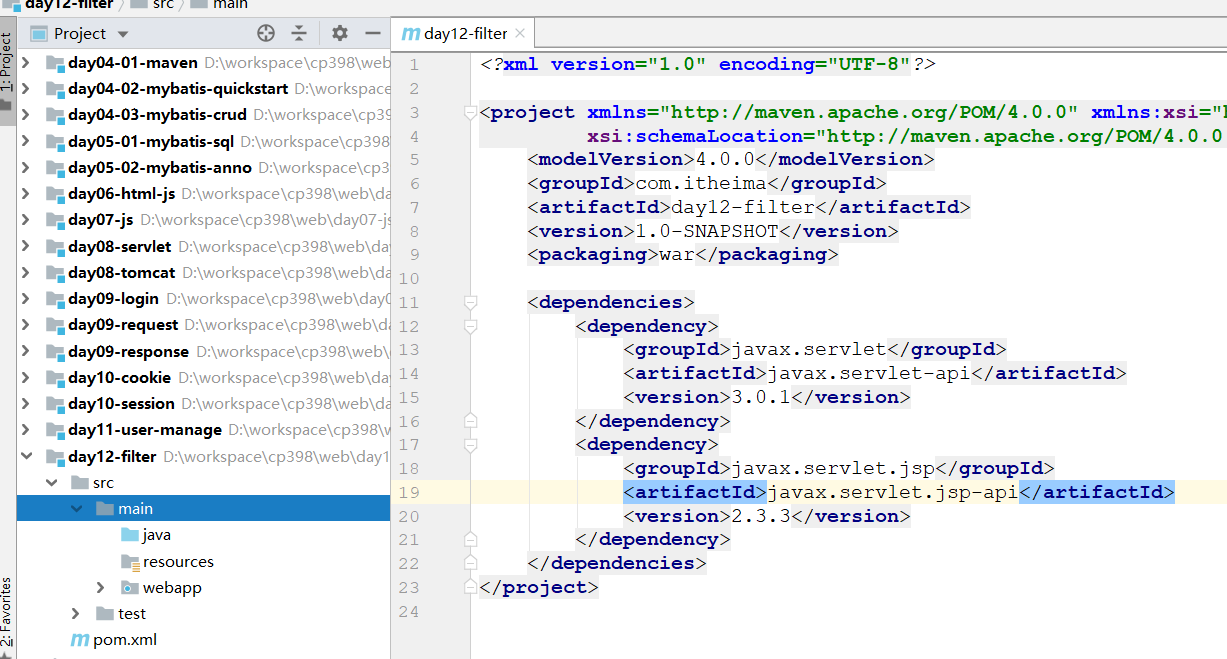 day12-filter src main
1: Project
Project
day04-01-maven D:\workspace\cp398\web
day04-02-mybatis-quickstart D:\workspace
day04-03-mybatis-crud D:\workspace\cp39
day05-01-mybatis-sql D:\workspace\cp398
day05-02-mybatis-anno D:\workspace\cp3
day06-html-js D:\workspace\cp398\web\da
day07-js D:\workspace\cp398\web\day07-js
day08-servlet D:\workspace\cp398\web\day
day08-tomcat D:\workspace\cp398\web\da
day09-login D:\workspace\cp398\web\day0
day09-request D:\workspace\cp398\web\da
day09-response D:\workspace\cp398\web\
day10-cookie D:\workspace\cp398\web\day
day10-session D:\workspace\cp398\web\da
day11-user-manage D:\workspace\cp398\w
day12-filter D:\workspace\cp398\web\day1
src
main
java
resources
webapp
test
pom.xml
2: Favorites
m day12-filter
1 <?xml version="1.0" encoding="UTF-8"?>
2
3 <project xmlns="http://maven.apache.org/POM/4.0.0" xmlns:xsi="h
4 xsi:schemaLocation="http://maven.apache.org/POM/4.0.0
5 <modelVersion>4.0.0</modelVersion>
6 <groupId>com.itheima</groupId>
7 <artifactId>day12-filter</artifactId>
8 <version>1.0-SNAPSHOT</version>
9 <packaging>war</packaging>
10
11 <dependencies>
12 <dependency>
13 <groupId>javax.servlet</groupId>
14 <artifactId>javax.servlet-api</artifactId>
15 <version>3.0.1</version>
16 </dependency>
17 <dependency>
18 <groupId>javax.servlet.jsp</groupId>
19 <artifactId>javax.servlet.jsp-api</artifactId>
20 <version>2.3.3</version>
21 </dependency>
22 </dependencies>
23 </project>
24